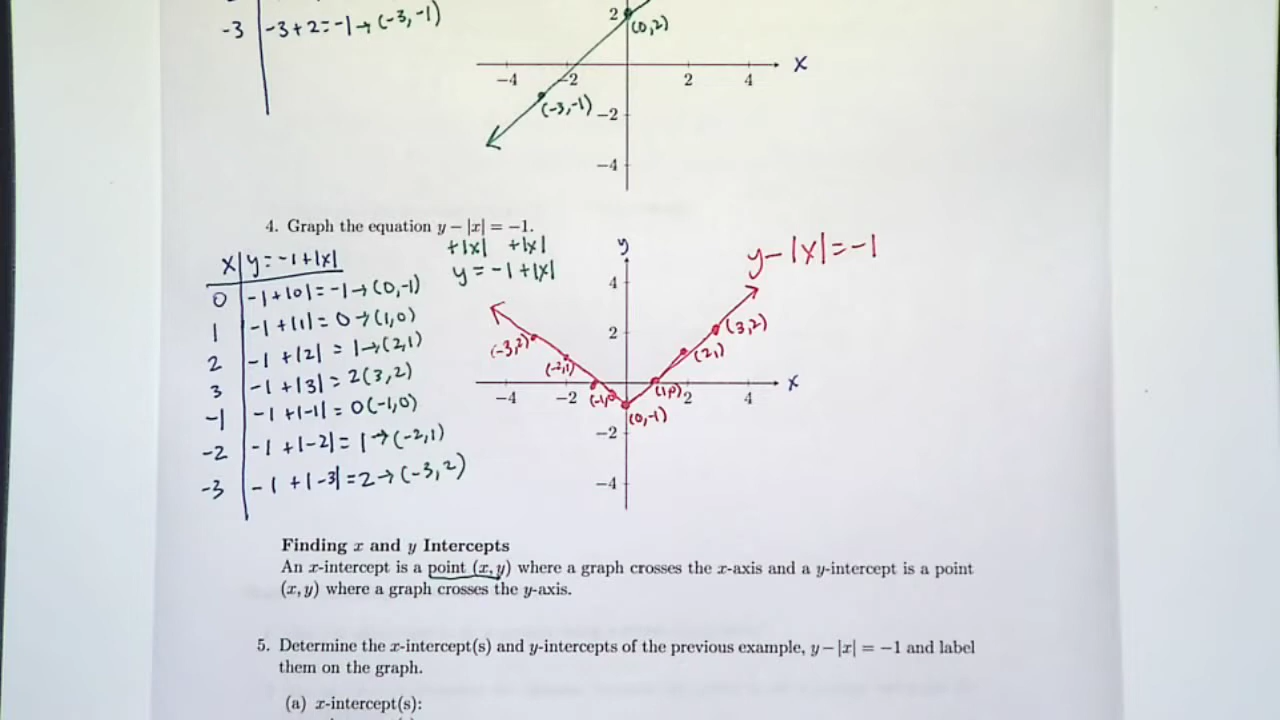 -3 | -3+2=-1→(-3,-1)
2
(0,2)
-4 -2 2 4 x
(-3,-1)
-2
-4
4. Graph the equation y − |x| = −1.
+|x| +|x|
y = -1+|x|
x | y = -1+|x|
0 | -1+|0|=-1→(0,-1)
1 | -1+|1|=0→(1,0)
2 | -1+|2|=1→(2,1)
3 | -1+|3|=2(3,2)
-1 | -1+|-1|=0(-1,0)
-2 | -1+|-2|=1→(-2,1)
-3 | -1+|-3|=2→(-3,2)
y
y-|x|=-1
4
2
(-3,2)
(3,2)
(-2,1)
(2,1)
-4 -2 2 4 x
(-1,0)
(1,0)
(0,-1)
-2
-4
Finding x and y Intercepts
An x-intercept is a point (x, y) where a graph crosses the x-axis and a y-intercept is a point
(x, y) where a graph crosses the y-axis.
5. Determine the x-intercept(s) and y-intercepts of the previous example, y − |x| = −1 and label
them on the graph.
(a) x-intercept(s):